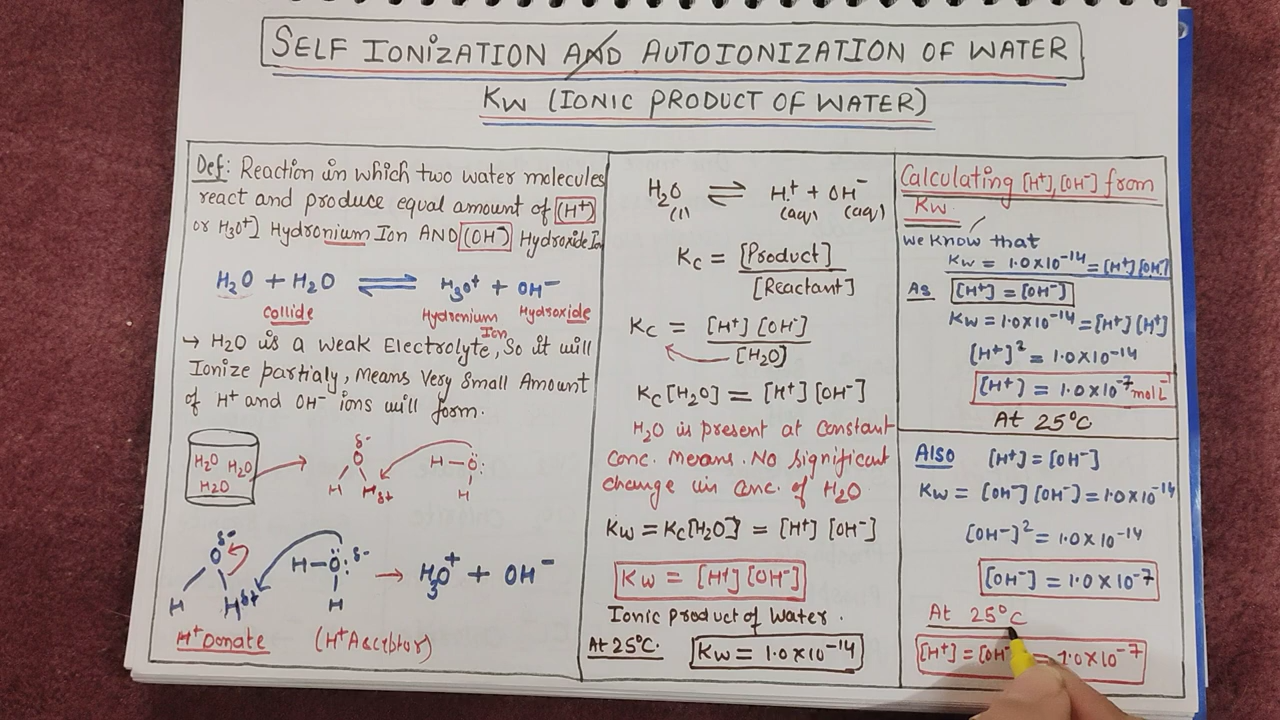 SELF IONIZATION AND AUTOIONIZATION OF WATER
KW (IONIC PRODUCT OF WATER)
Def: Reaction in which two water molecules
react and produce equal amount of (H⁺)
or H3O⁺] Hydronium Ion AND (OH⁻) Hydroxide Ion
H₂O + H₂O ⇌ H₃O⁺ + OH⁻
Collide Hydronium Ion Hydroxide
→ H₂O is a weak Electrolyte, So it will
Ionize partialy, Means Very Small Amount
of H⁺ and OH⁻ ions will form.
H₂O H₂O
H₂O
δ⁻
O
H Hδ+
H–O:
H
δ⁻
O
H Hδ+
H–O: δ⁻
H
→ H₃O⁺ + OH⁻
H⁺Donate (H⁺Acceptor)
H₂O ⇌ H⁺ + OH⁻
(l) (aq) (aq)
Kc = [Product]
[Reactant]
Kc = [H⁺] [OH⁻]
[H₂O]
Kc [H₂O] = [H⁺] [OH⁻]
H₂O is present at Constant
Conc. Means. No significant
change in conc. of H₂O
Kw = Kc[H₂O] = [H⁺] [OH⁻]
Kw = [H⁺] [OH⁻]
Ionic product of Water.
At 25°C. Kw = 1.0×10⁻¹⁴
Calculating [H⁺], [OH⁻] from
Kw.
we know that
Kw = 1.0×10⁻¹⁴ = [H⁺] [OH⁻]
As [H⁺] = [OH⁻]
Kw = 1.0×10⁻¹⁴ = [H⁺] [H⁺]
[H⁺]² = 1.0×10⁻¹⁴
[H⁺] = 1.0×10⁻⁷ mol L⁻
At 25°C
Also [H⁺] = [OH⁻]
Kw = [OH⁻] [OH⁻] = 1.0×10⁻¹⁴
[OH⁻]² = 1.0×10⁻¹⁴
[OH⁻] = 1.0×10⁻⁷
At 25°C
[H⁺] = [OH⁻] = 1.0×10⁻⁷